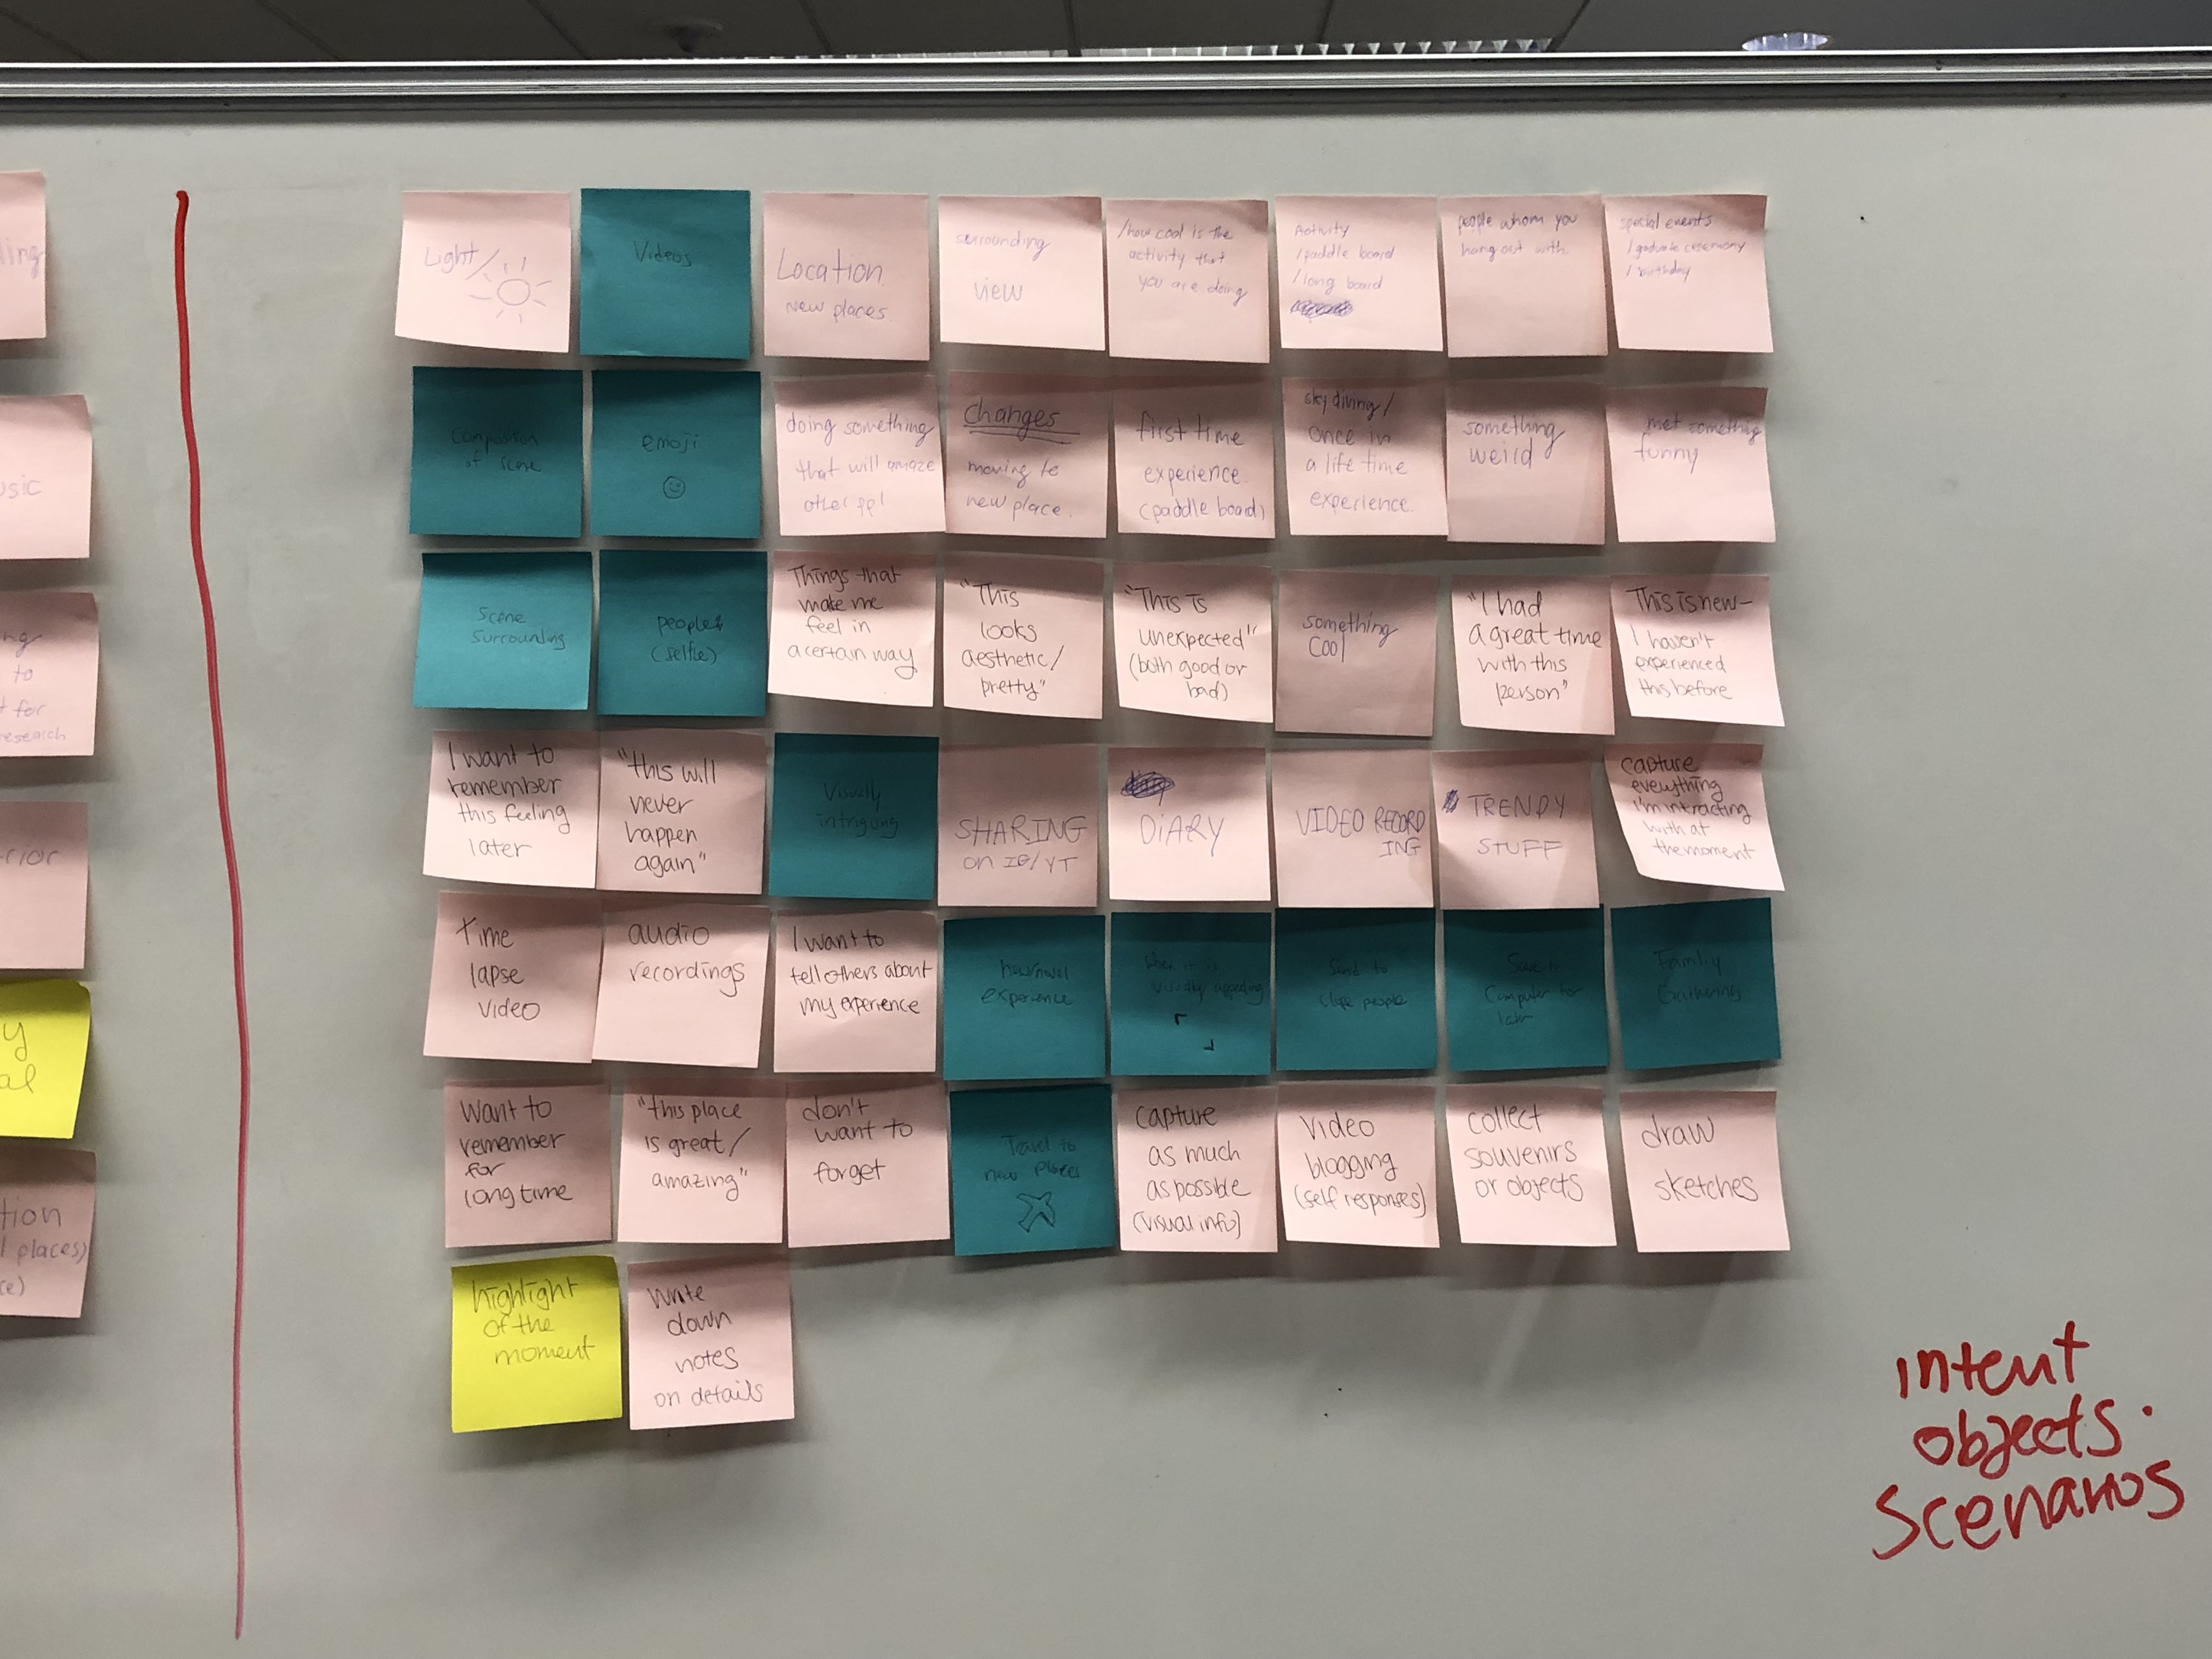 ling
usic
ng
to
t for
research
rior
y
al
tion
l places)
ce)
Light/
Videos
Location
New places.
surrounding
view
/how cool is the
activity that
you are doing
Activity
/paddle board
/long board
people whom you
hang out with.
special events
/graduate ceremony
/birthday
Composition
of scene
emoji
doing something
that will amaze
other ppl
changes
moving to
new place.
first time
experience.
(paddle board)
sky diving/
once in
a life time
experience.
something
weird
met something
funny
Scene
Surrounding
people
(selfie)
Things that
make me
feel in
a certain way
"This
looks
aesthetic/
pretty"
"This is
unexpected"
(both good or
bad)
something
cool
"I had
a great time
with this
person"
This is new-
I haven't
experienced
this before
I want to
remember
this feeling
later
"this will
never
happen
again"
Visually
intriguing
SHARING
on IG/YT
DiARY
VIDEO RECORD
ING
TRENDY
STUFF
capture
everything
I'm intracting
with at
the moment
time
lapse
video
audio
recordings
I want to
tell others about
my experience
new/novel
experience
When it is
visually appealing
Send to
close people
Save to
Computer for
later
Family
Gathering
Want to
remember
for
long time
"this place
is great/
amazing"
don't
want to
forget
Travel to
new places
capture
as much
as possible
(visual info)
Video
blogging
(self responses)
collect
souvenirs
or objects
draw
sketches
highlight
of the
moment
write
down
notes
on details
intent
objects.
Scenarios